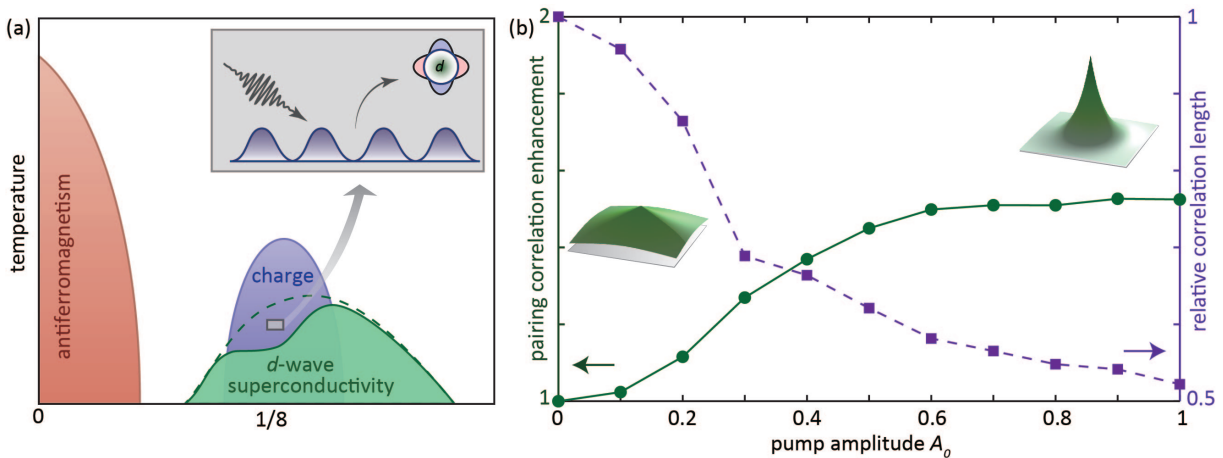 (a)
temperature
antiferromagnetism
d
charge
d-wave
superconductivity
0
1/8
(b)
2
1
pairing correlation enhancement
1
0.5
relative correlation length
0
0.2
0.4
0.6
0.8
1
pump amplitude A0